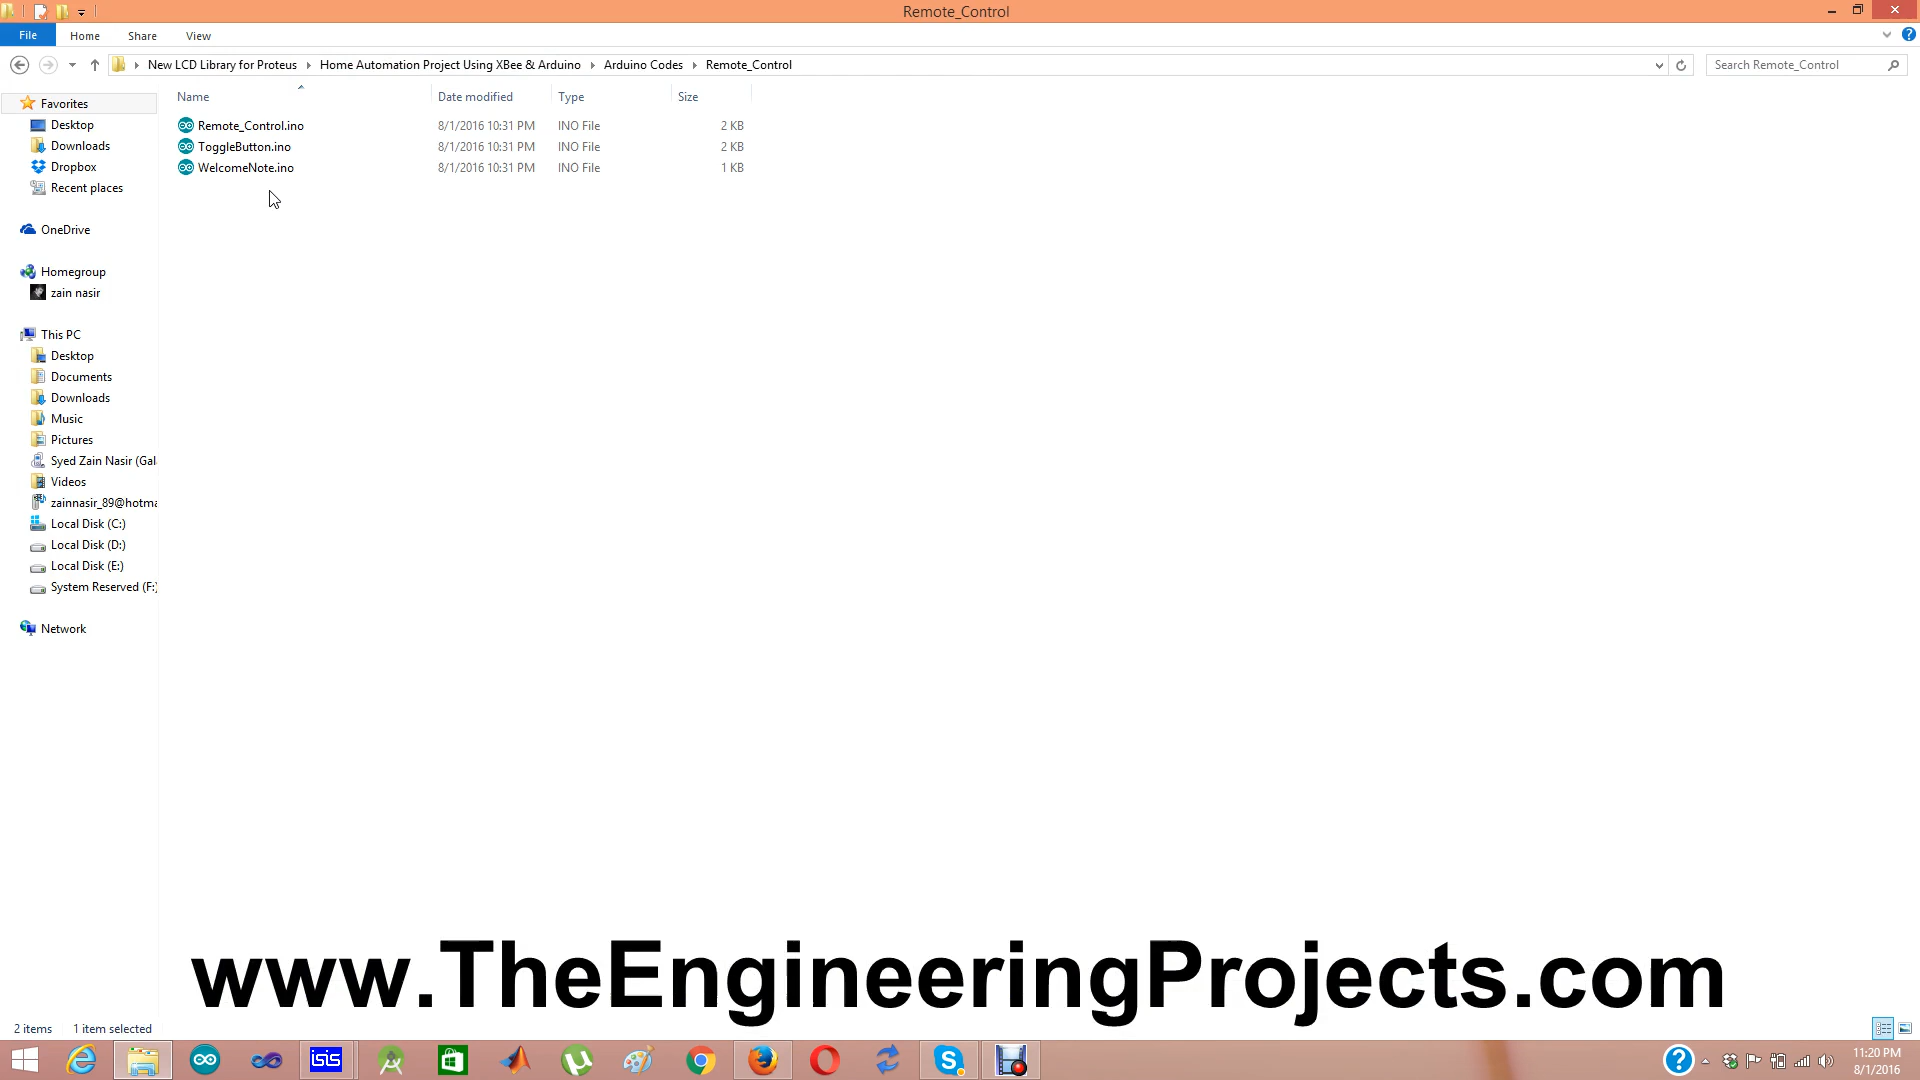 Remote_Control
File Home Share View
New LCD Library for Proteus Home Automation Project Using XBee & Arduino Arduino Codes Remote_Control Search Remote_Control
Name Date modified Type Size
Remote_Control.ino 8/1/2016 10:31 PM INO File 2 KB
ToggleButton.ino 8/1/2016 10:31 PM INO File 2 KB
WelcomeNote.ino 8/1/2016 10:31 PM INO File 1 KB
Favorites
Desktop
Downloads
Dropbox
Recent places
OneDrive
Homegroup
zain nasir
This PC
Desktop
Documents
Downloads
Music
Pictures
Syed Zain Nasir (Gal
Videos
zainnasir_89@hotma
Local Disk (C:)
Local Disk (D:)
Local Disk (E:)
System Reserved (F:)
Network
www.TheEngineeringProjects.com
2 items 1 item selected
isis
11:20 PM
8/1/2016